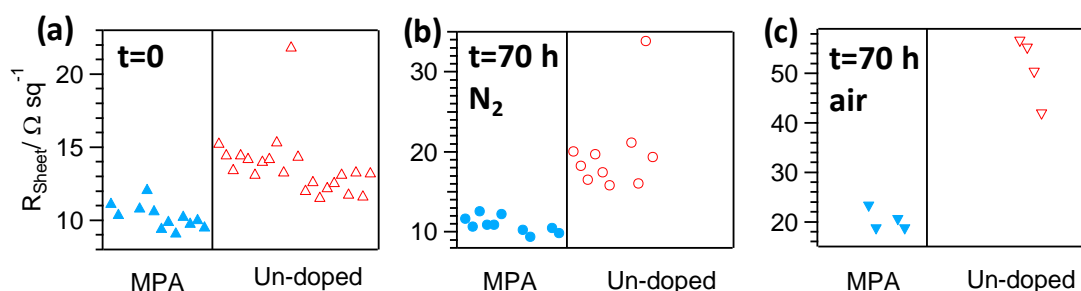 (a)
t=0
R_Sheet/ Ω sq^-1
20
15
10
MPA
Un-doped
(b)
t=70 h
N_2
30
20
10
MPA
Un-doped
(c)
t=70 h
air
50
40
30
20
MPA
Un-doped